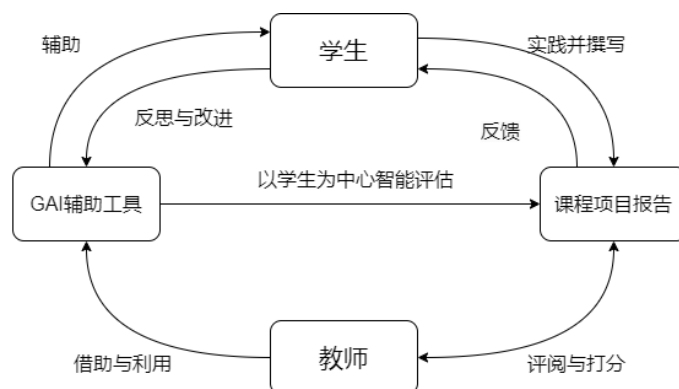 辅助
学生
实践并撰写
反思与改进
反馈
GAI辅助工具
以学生为中心智能评估
课程项目报告
借助与利用
教师
评阅与打分